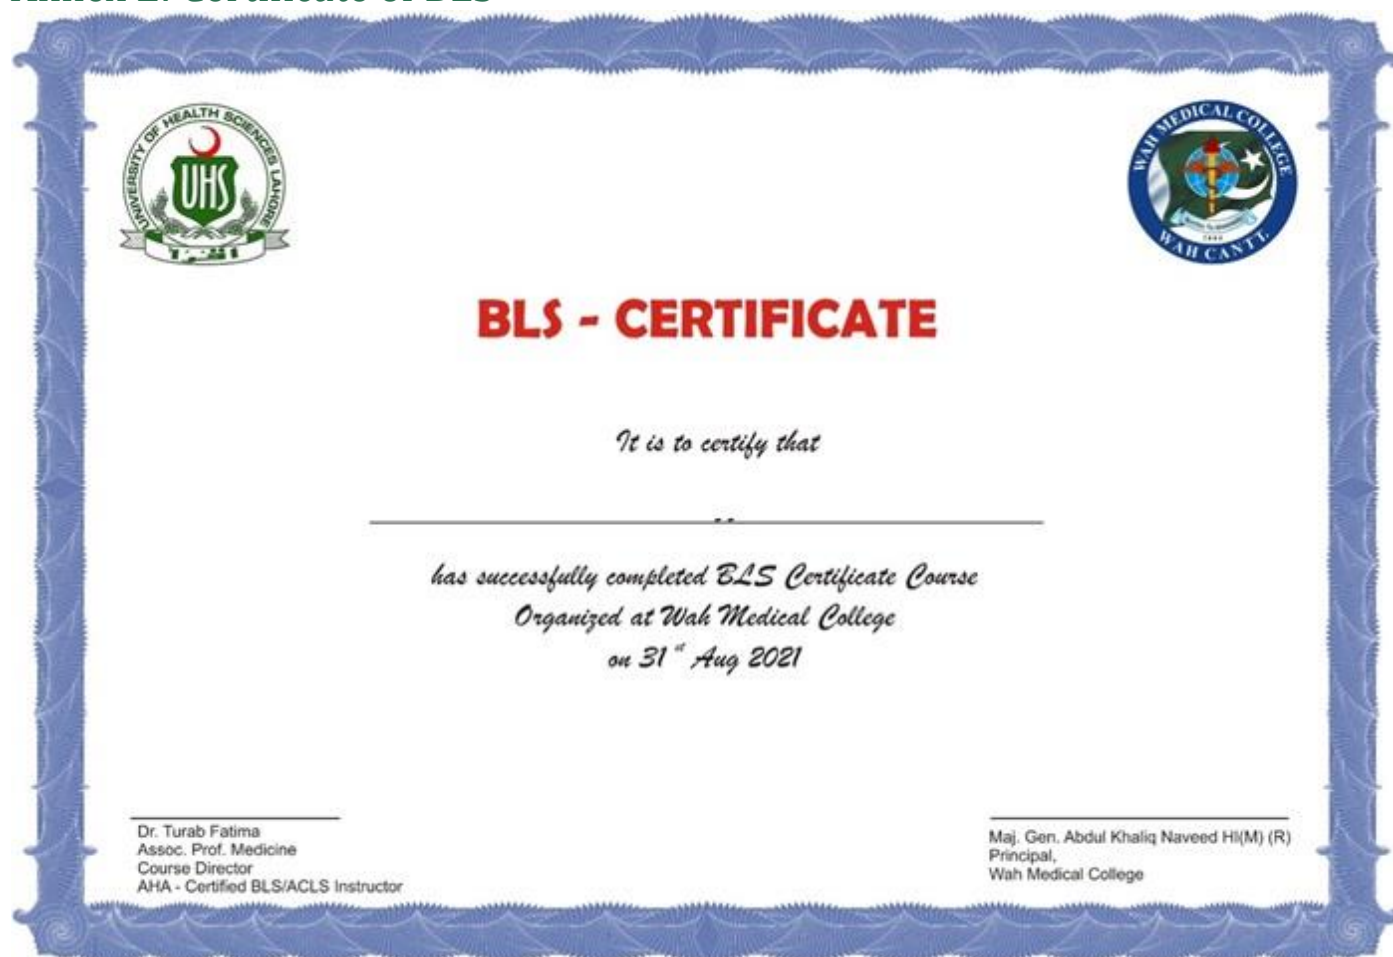 UNIVERSITY OF HEALTH SCIENCES LAHORE
UHS
WAH MEDICAL COLLEGE
WAH CANTT.
BLS - CERTIFICATE
It is to certify that
--
has successfully completed BLS Certificate Course
Organized at Wah Medical College
on 31st Aug 2021
Dr. Turab Fatima
Assoc. Prof. Medicine
Course Director
AHA - Certified BLS/ACLS Instructor
Maj. Gen. Abdul Khaliq Naveed HI(M) (R)
Principal,
Wah Medical College